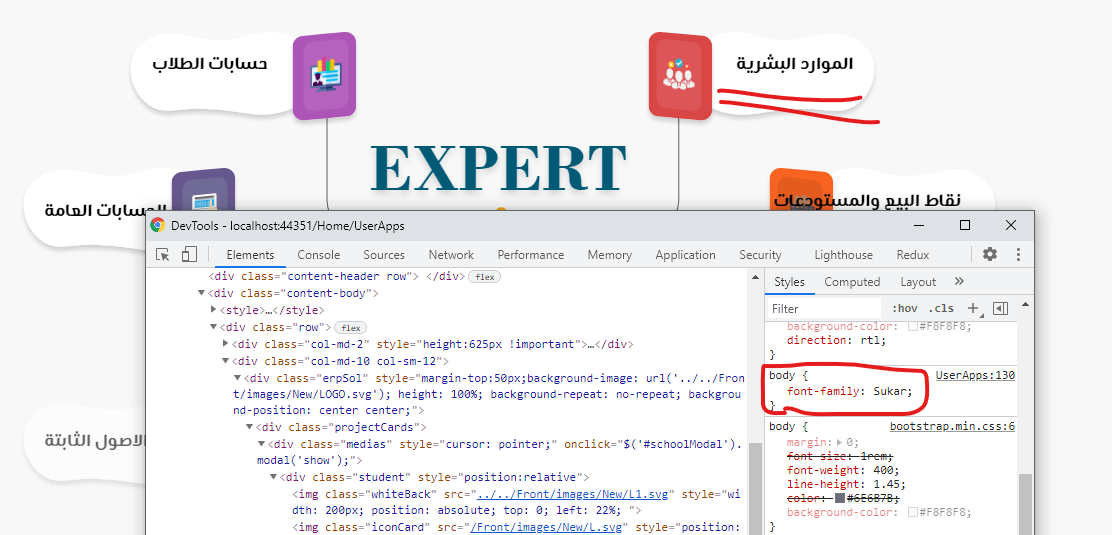 حسابات الطلاب
الموارد البشرية
EXPERT
الحسابات العامة
نقاط البيع والمستودعات
الاصول الثابتة
DevTools - localhost:44351/Home/UserApps
Elements Console Sources Network Performance Memory Application Security Lighthouse Redux
<div class="content-header row"> </div> flex
<div class="content-body">
<style>…</style>
<div class="row"> flex
<div class="col-md-2" style="height:625px !important">…</div>
<div class="col-md-10 col-sm-12">
<div class="erpSol" style="margin-top:50px;background-image: url('../../Fro
nt/images/New/LOGO.svg'); height: 100%; background-repeat: no-repeat; backgr
ound-position: center center;">
<div class="projectCards">
<div class="medias" style="cursor: pointer;" onclick="$('#schoolModal').
modal('show');">
<div class="student" style="position:relative">
<img class="whiteBack" src="../../Front/images/New/L1.svg" style="wi
dth: 200px; position: absolute; top: 0; left: 22%; ">
<img class="iconCard" src="/Front/images/New/L.svg" style="position:
Styles Computed Layout »
Filter :hov .cls +
background-color: #F8F8F8;
direction: rtl;
}
body { UserApps:130
font-family: Sukar;
}
body { bootstrap.min.css:6
margin: 0;
font-size: 1rem;
font-weight: 400;
line-height: 1.45;
color: #6E6B7B;
background-color: #F8F8F8;
}